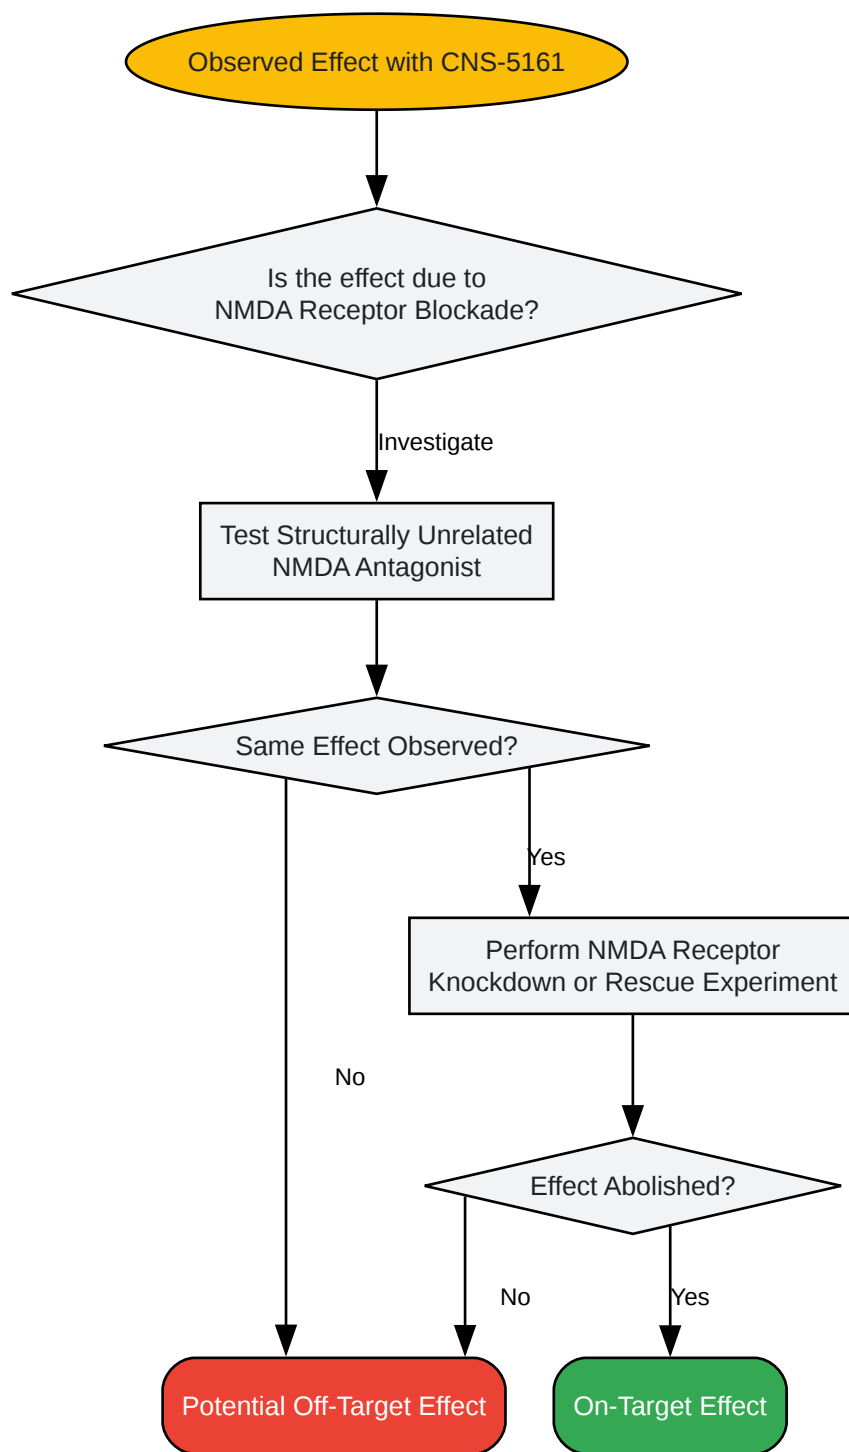 Observed Effect with CNS-5161
Is the effect due to
NMDA Receptor Blockade?
Investigate
Test Structurally Unrelated
NMDA Antagonist
Same Effect Observed?
Yes
Perform NMDA Receptor
Knockdown or Rescue Experiment
No
Effect Abolished?
No
Yes
Potential Off-Target Effect
On-Target Effect